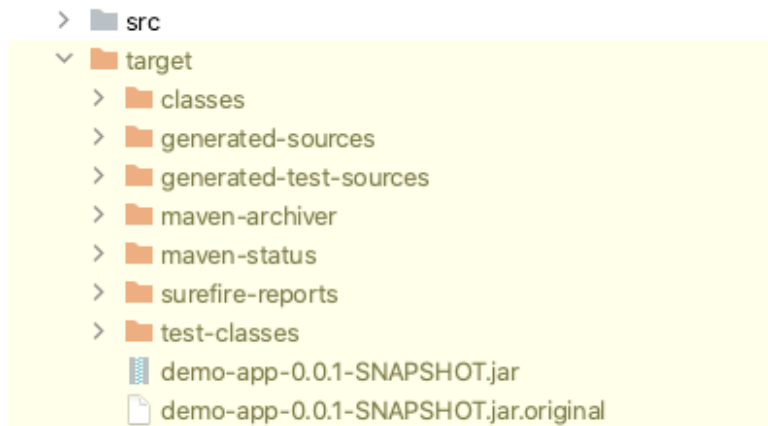 src
target
classes
generated-sources
generated-test-sources
maven-archiver
maven-status
surefire-reports
test-classes
demo-app-0.0.1-SNAPSHOT.jar
demo-app-0.0.1-SNAPSHOT.jar.original